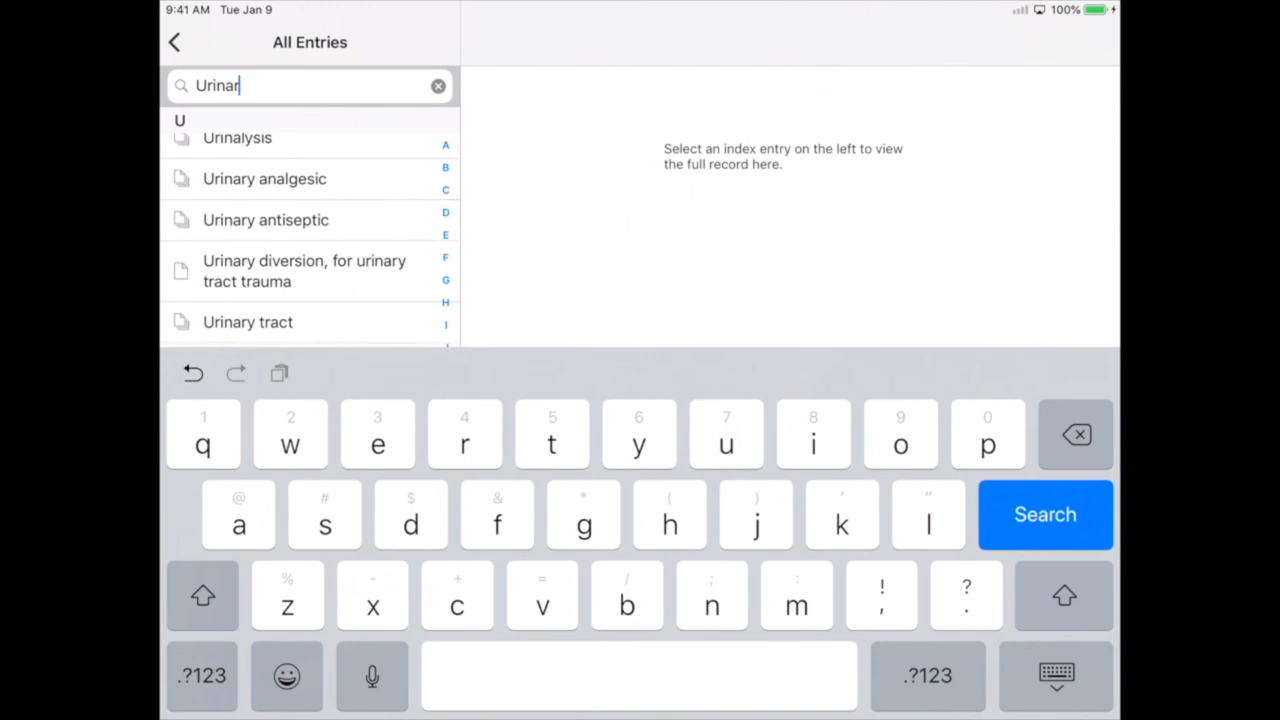 9:41 AM Tue Jan 9
100%
All Entries
Urinar
U
Urinalysis
Urinary analgesic
Urinary antiseptic
Urinary diversion, for urinary
tract trauma
Urinary tract
A
B
C
D
E
F
G
H
I
Select an index entry on the left to view
the full record here.
1 2 3 4 5 6 7 8 9 0
q w e r t y u i o p
@ # $ & * ( ) ' "
a s d f g h j k l Search
% - + = / ; : ! ?
z x c v b n m , .
.?123 .?123